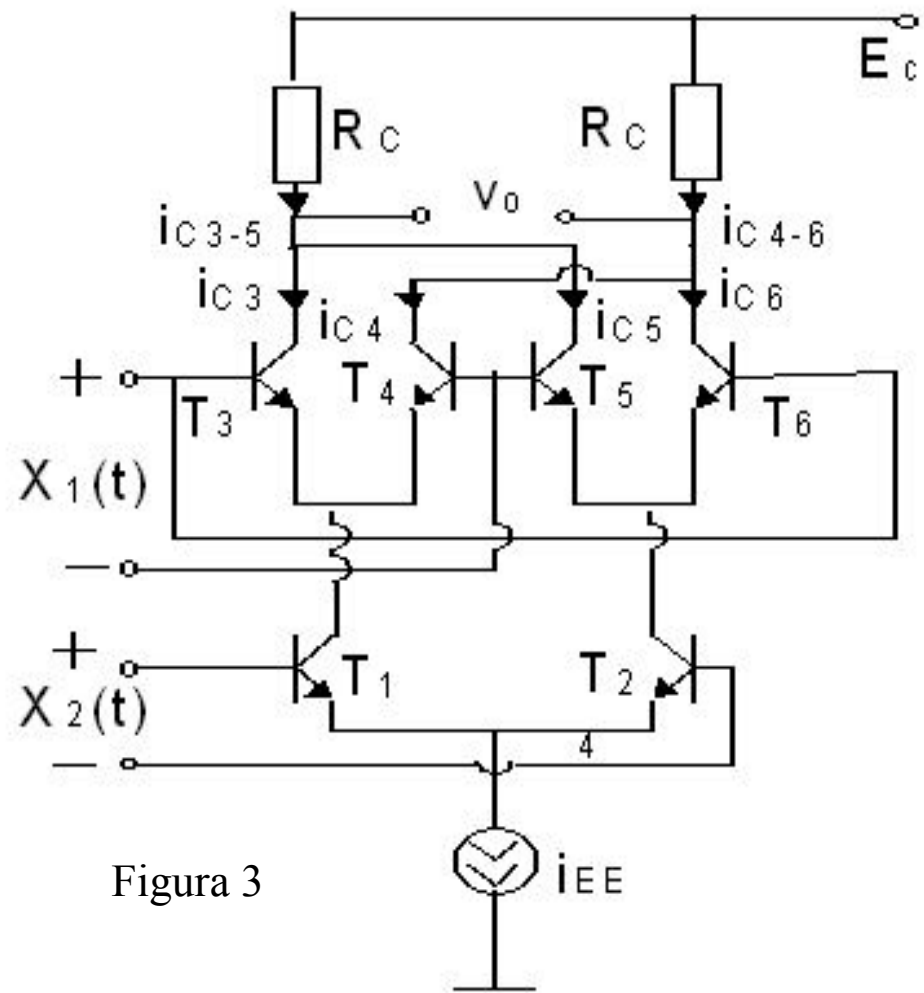 E c
R C
R C
v o
i C 3-5
i C 4-6
i C 3
i C 4
i C 5
i C 6
+
T 3
T 4
T 5
T 6
X 1 (t)
—
+
T 1
T 2
X 2 (t)
—
4
i EE
Figura 3